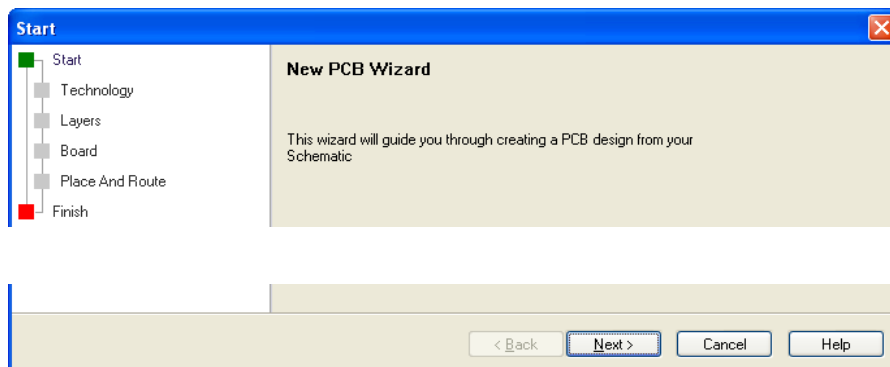 Start
Start
Technology
Layers
Board
Place And Route
Finish
New PCB Wizard
This wizard will guide you through creating a PCB design from your
Schematic
< Back
Next >
Cancel
Help